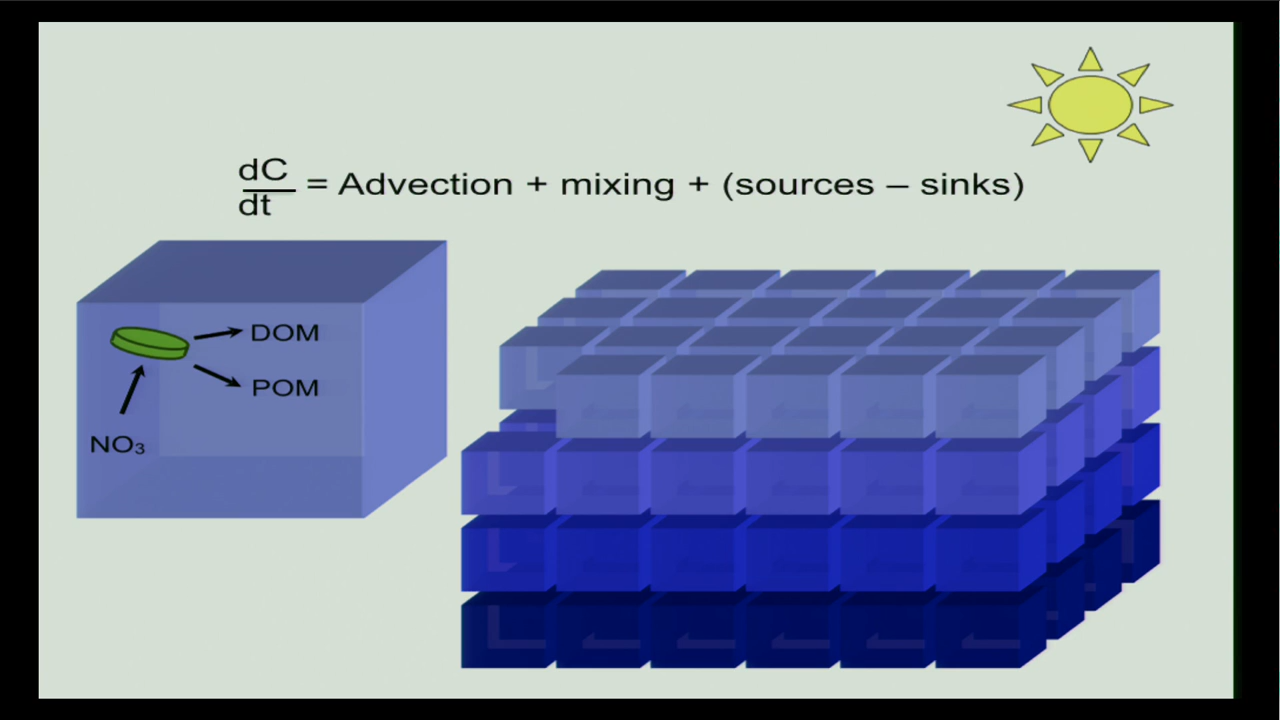 dC
dt
= Advection + mixing + (sources – sinks)
DOM
POM
NO₃